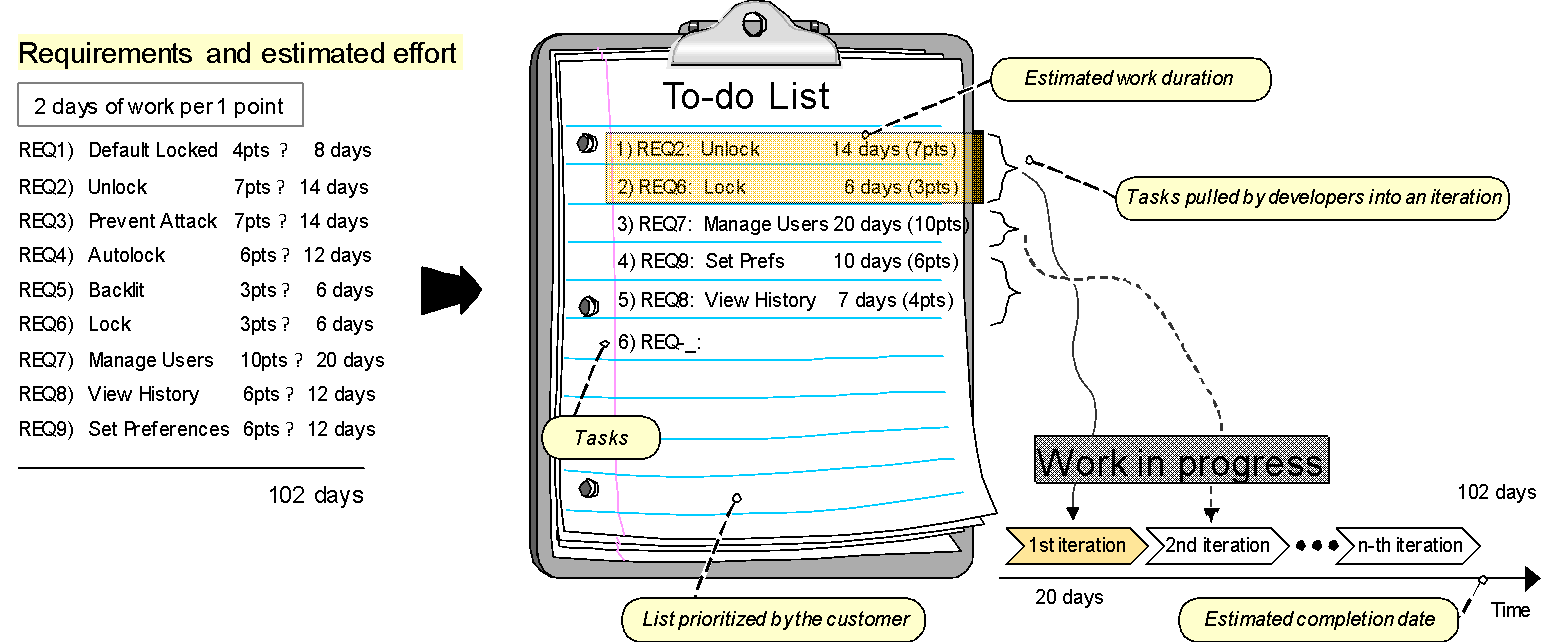 Requirements and estimated effort
2 days of work per 1 point
REQ1) Default Locked 4pts ? 8 days
REQ2) Unlock 7pts ? 14 days
REQ3) Prevent Attack 7pts ? 14 days
REQ4) Autolock 6pts ? 12 days
REQ5) Backlit 3pts ? 6 days
REQ6) Lock 3pts ? 6 days
REQ7) Manage Users 10pts ? 20 days
REQ8) View History 6pts ? 12 days
REQ9) Set Preferences 6pts ? 12 days
102 days
To-do List
1) REQ2: Unlock 14 days (7pts)
2) REQ6: Lock 6 days (3pts)
3) REQ7: Manage Users 20 days (10pts)
4) REQ9: Set Prefs 10 days (6pts)
5) REQ8: View History 7 days (4pts)
6) REQ-_:
Tasks
List prioritized by the customer
Estimated work duration
Tasks pulled by developers into an iteration
Work in progress
102 days
1st iteration
2nd iteration
n-th iteration
20 days
Estimated completion date
Time